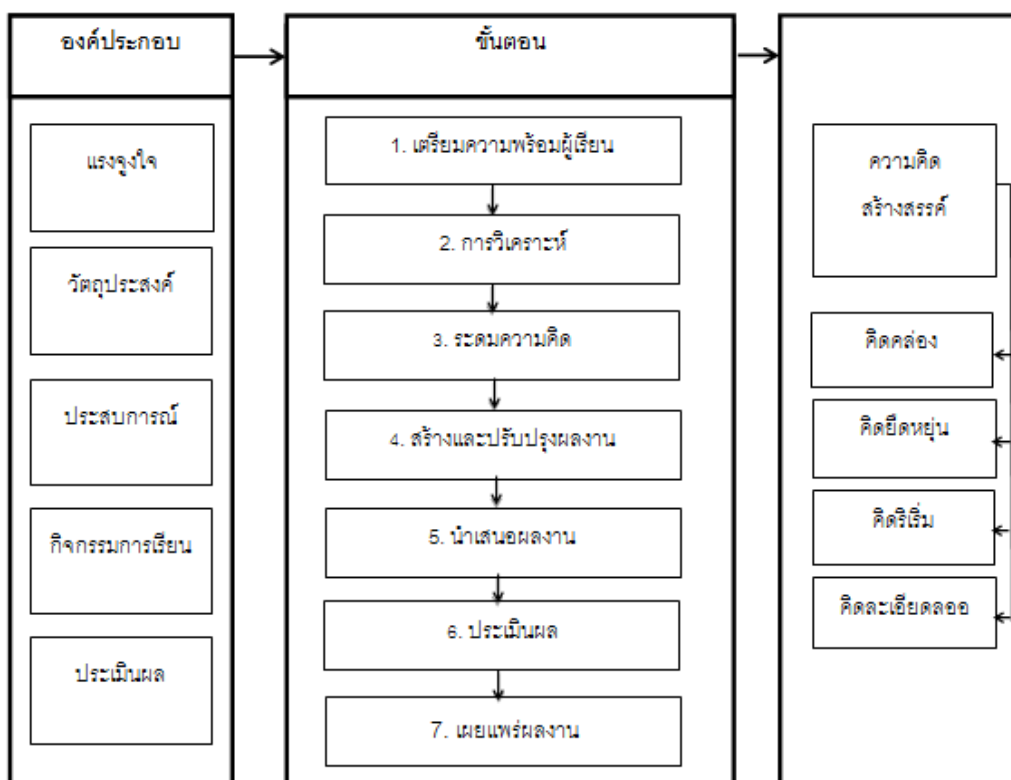 องค์ประกอบ
แรงจูงใจ
วัตถุประสงค์
ประสบการณ์
กิจกรรมการเรียน
ประเมินผล
ขั้นตอน
1. เตรียมความพร้อมผู้เรียน
2. การวิเคราะห์
3. ระดมความคิด
4. สร้างและปรับปรุงผลงาน
5. นำเสนอผลงาน
6. ประเมินผล
7. เผยแพร่ผลงาน
ความคิด
สร้างสรรค์
คิดคล่อง
คิดยืดหยุ่น
คิดริเริ่ม
คิดละเอียดลออ